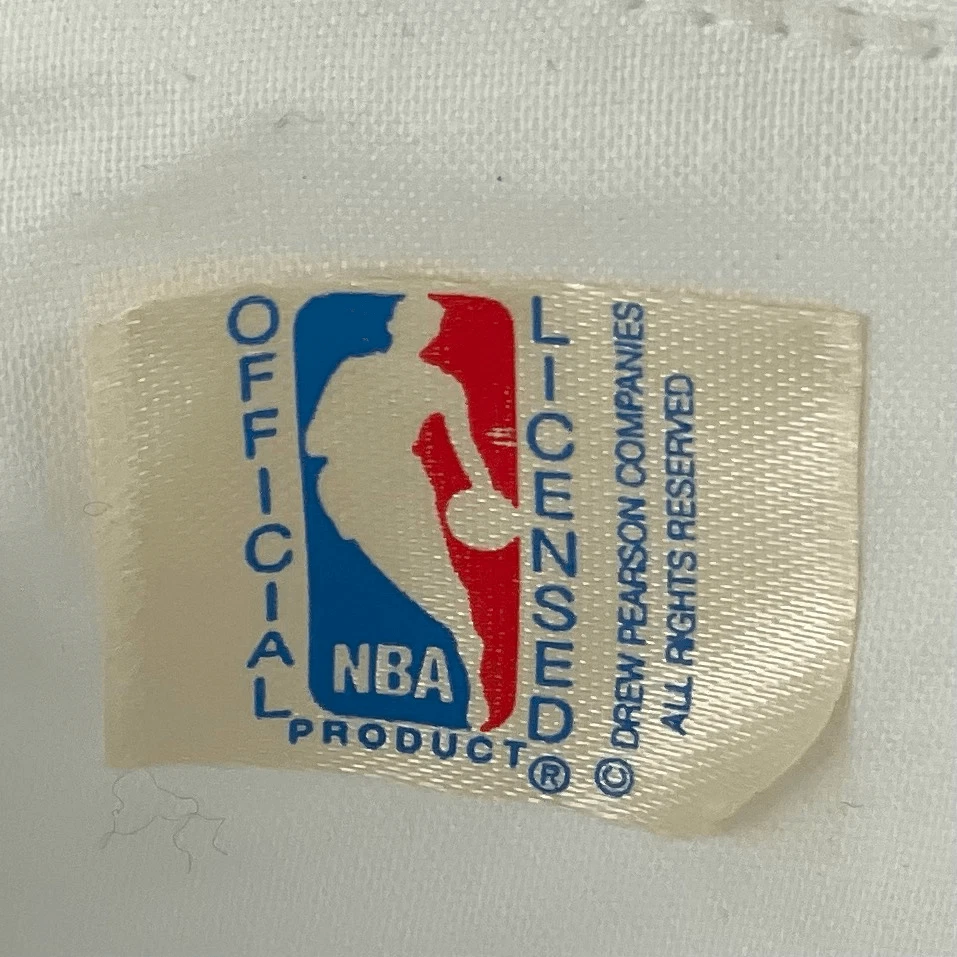 OFFICIAL
LICENSED
NBA
PRODUCT®
© DREW PEARSON COMPANIES
ALL RIGHTS RESERVED